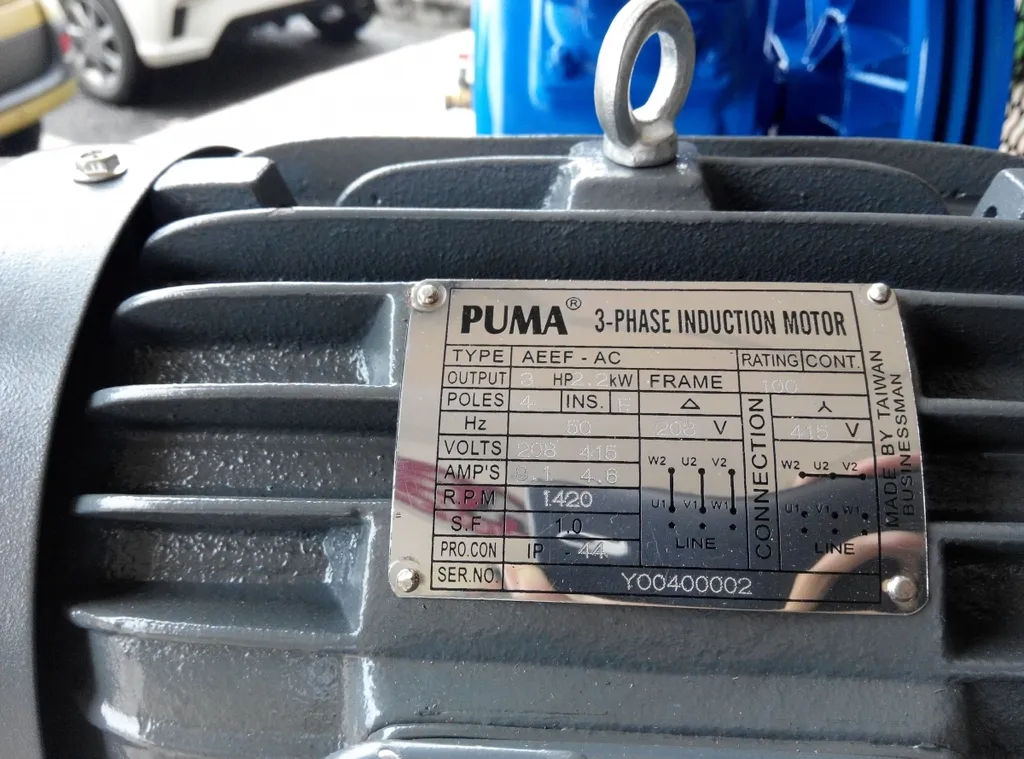 PUMA® 3-PHASE INDUCTION MOTOR
TYPE AEEF - AC RATING CONT.
OUTPUT 3 HP 2.2 kW FRAME 100
POLES 4 INS. E △ 人
Hz 50 208 V 415 V
VOLTS 208 415
AMP'S 8.1 4.6
R.P.M 1420
S.F 1.0
PRO.CON IP - 44
SER.NO. Y00400002
CONNECTION
W2 U2 V2
U1 V1 W1
LINE
W2 U2 V2
U1 V1 W1
LINE
MADE BY TAIWAN
BUSINESSMAN